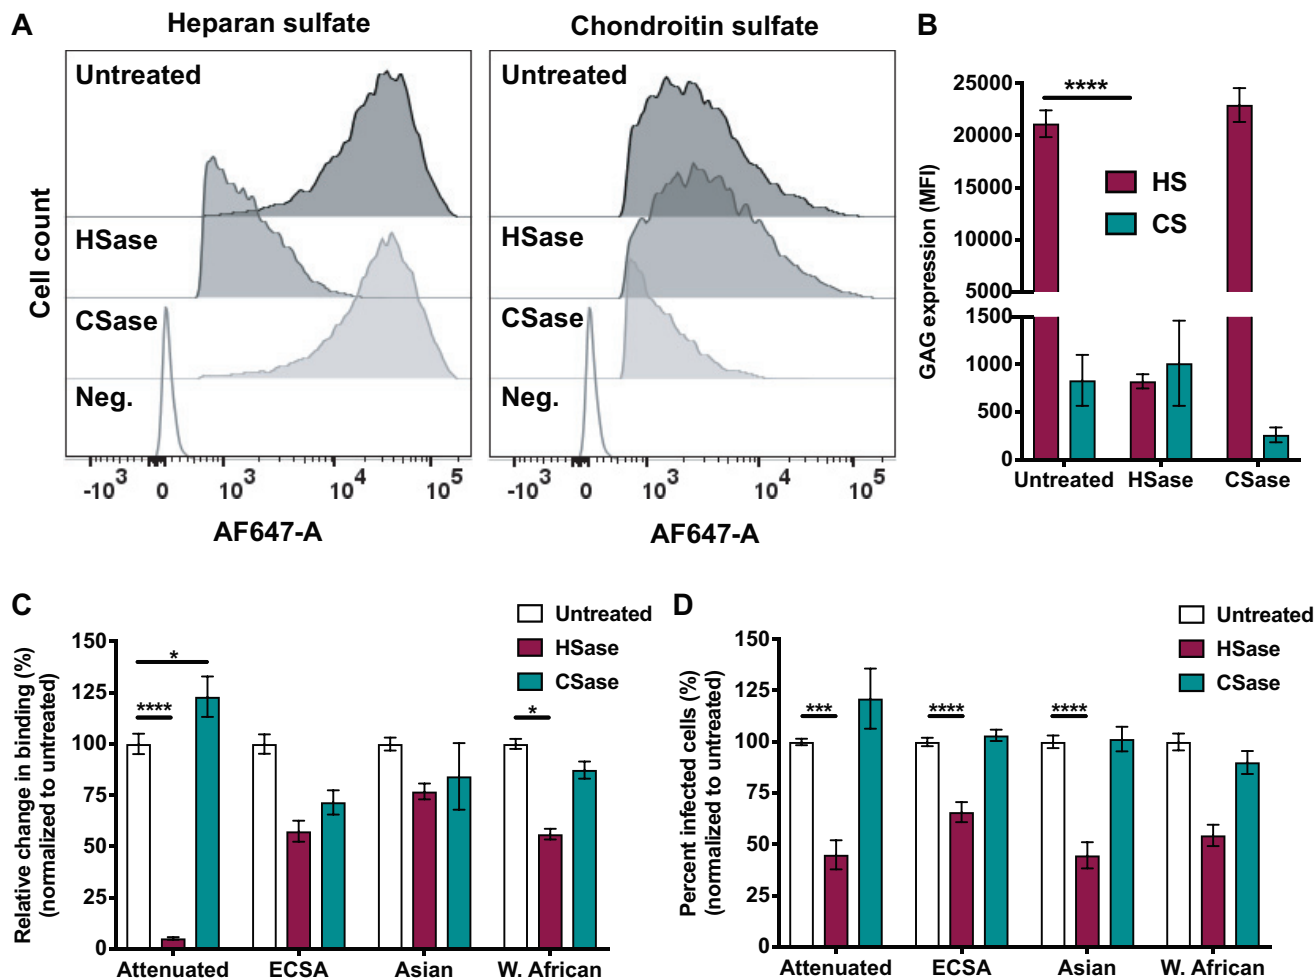 A
Heparan sulfate
Chondroitin sulfate
Untreated
HSase
CSase
Neg.
Untreated
HSase
CSase
Neg.
Cell count
-10³ 0 10³ 10⁴ 10⁵
-10³ 0 10³ 10⁴ 10⁵
AF647-A
AF647-A
B
GAG expression (MFI)
25000
20000
15000
10000
5000
1500
1000
500
0
****
HS
CS
Untreated HSase CSase
C
Relative change in binding (%)
(normalized to untreated)
150
125
100
75
50
25
0
Untreated
HSase
CSase
*
****
*
Attenuated ECSA Asian W. African
D
Percent infected cells (%)
(normalized to untreated)
150
125
100
75
50
25
0
Untreated
HSase
CSase
*** **** ****
Attenuated ECSA Asian W. African